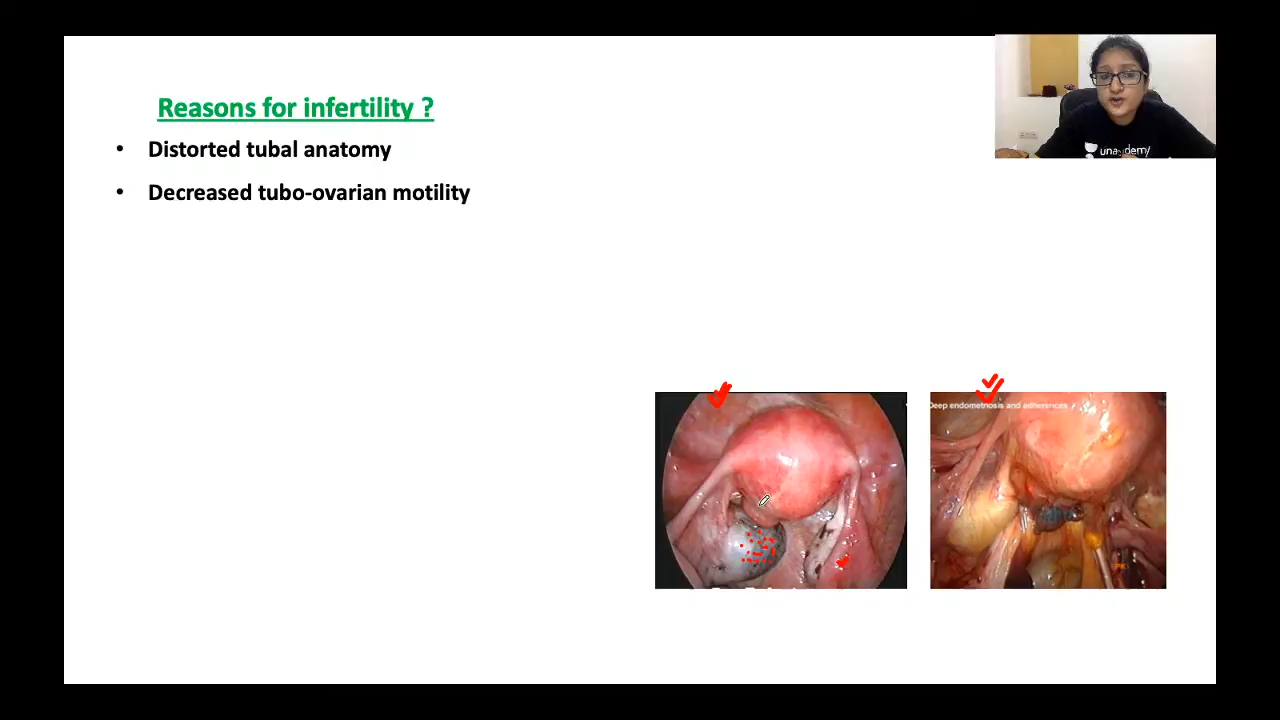 Reasons for infertility ?
• Distorted tubal anatomy
• Decreased tubo-ovarian motility
unacademy
Deep endometriosis and adherences